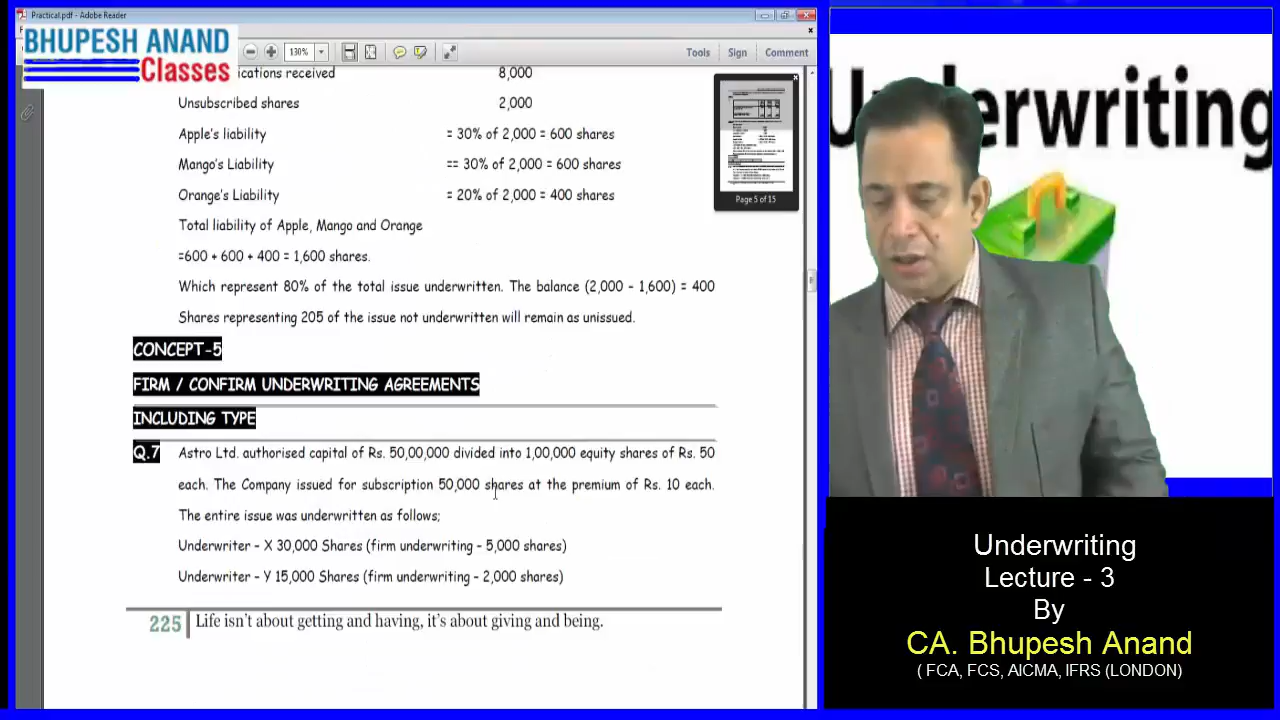 Practical.pdf - Adobe Reader
BHUPESH ANAND
Classes
130%
Tools
Sign
Comment
ications received 8,000
Unsubscribed shares 2,000
Apple's liability = 30% of 2,000 = 600 shares
Mango's Liability == 30% of 2,000 = 600 shares
Orange's Liability = 20% of 2,000 = 400 shares
Total liability of Apple, Mango and Orange
=600 + 600 + 400 = 1,600 shares.
Which represent 80% of the total issue underwritten. The balance (2,000 – 1,600) = 400
Shares representing 205 of the issue not underwritten will remain as unissued.
CONCEPT-5
FIRM / CONFIRM UNDERWRITING AGREEMENTS
INCLUDING TYPE
Q.7 Astro Ltd. authorised capital of Rs. 50,00,000 divided into 1,00,000 equity shares of Rs. 50
each. The Company issued for subscription 50,000 shares at the premium of Rs. 10 each.
The entire issue was underwritten as follows;
Underwriter – X 30,000 Shares (firm underwriting – 5,000 shares)
Underwriter – Y 15,000 Shares (firm underwriting – 2,000 shares)
225 Life isn't about getting and having, it's about giving and being.
Page 5 of 15
Underwriting
Underwriting
Lecture - 3
By
CA. Bhupesh Anand
( FCA, FCS, AICMA, IFRS (LONDON)